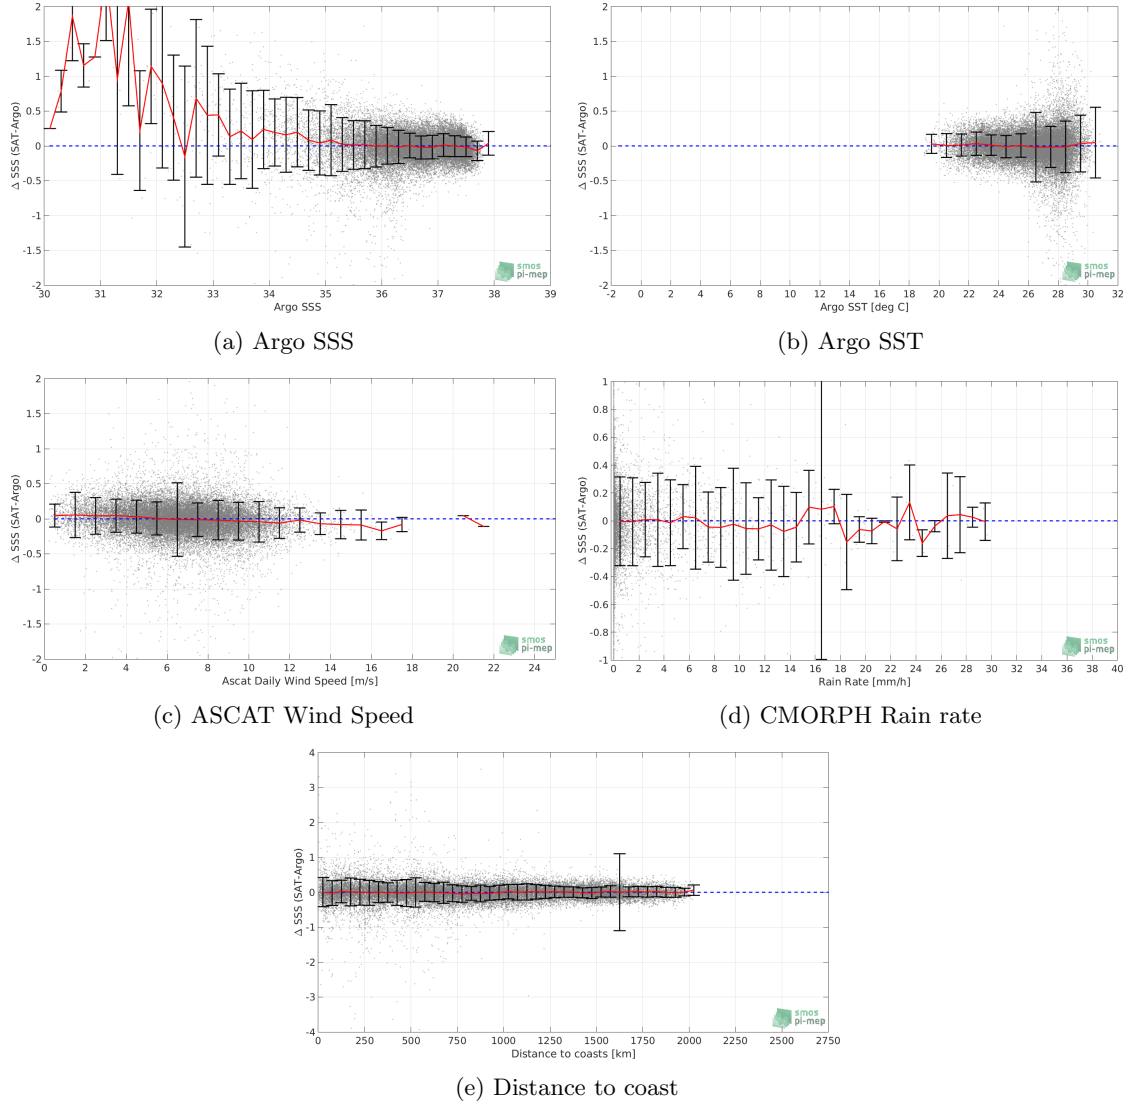 2
1.5
1
0.5
0
-0.5
-1
-1.5
-2
Δ SSS (SAT-Argo)
30 31 32 33 34 35 36 37 38 39
Argo SSS
smos
pi-mep
(a) Argo SSS
2
1.5
1
0.5
0
-0.5
-1
-1.5
-2
Δ SSS (SAT-Argo)
-2 0 2 4 6 8 10 12 14 16 18 20 22 24 26 28 30 32
Argo SST [deg C]
smos
pi-mep
(b) Argo SST
2
1.5
1
0.5
0
-0.5
-1
-1.5
-2
Δ SSS (SAT-Argo)
0 2 4 6 8 10 12 14 16 18 20 22 24
Ascat Daily Wind Speed [m/s]
smos
pi-mep
(c) ASCAT Wind Speed
1
0.8
0.6
0.4
0.2
0
-0.2
-0.4
-0.6
-0.8
-1
Δ SSS (SAT-Argo)
0 2 4 6 8 10 12 14 16 18 20 22 24 26 28 30 32 34 36 38 40
Rain Rate [mm/h]
smos
pi-mep
(d) CMORPH Rain rate
4
3
2
1
0
-1
-2
-3
-4
Δ SSS (SAT-Argo)
0 250 500 750 1000 1250 1500 1750 2000 2250 2500 2750
Distance to coasts [km]
smos
pi-mep
(e) Distance to coast